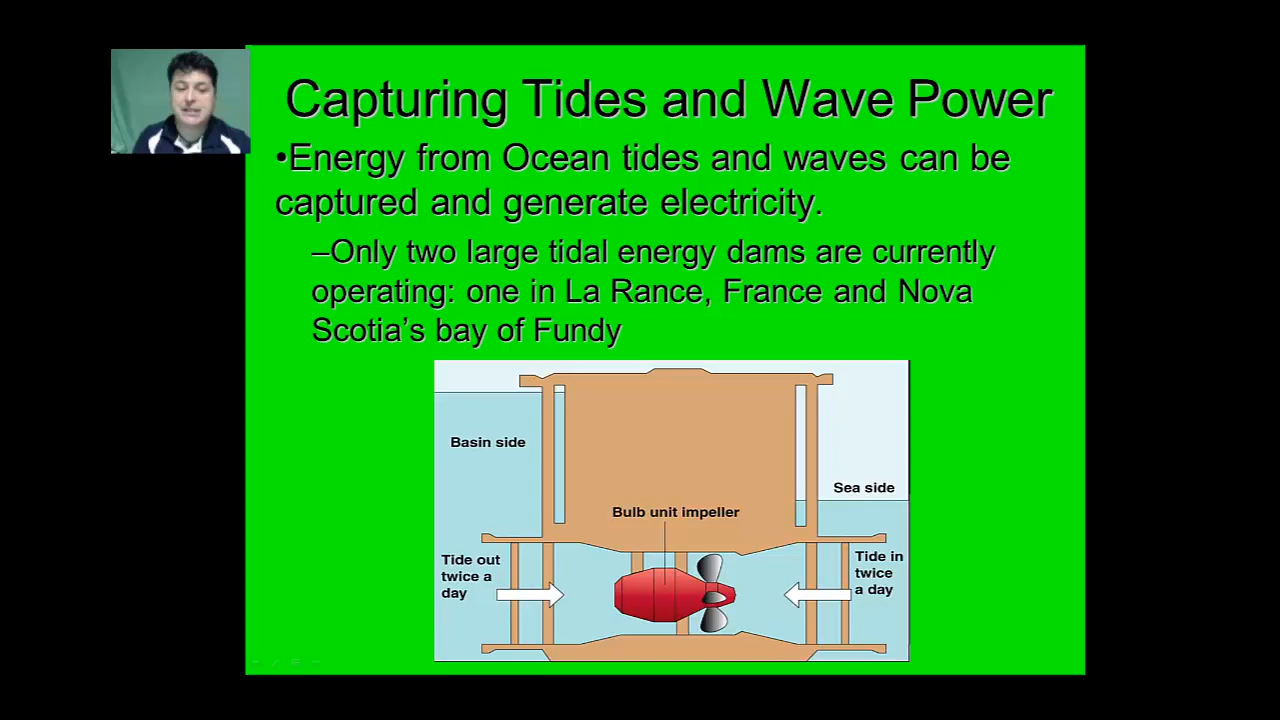 Capturing Tides and Wave Power
•Energy from Ocean tides and waves can be
captured and generate electricity.
–Only two large tidal energy dams are currently
operating: one in La Rance, France and Nova
Scotia’s bay of Fundy
Basin side
Sea side
Bulb unit impeller
Tide out
twice a
day
Tide in
twice
a day